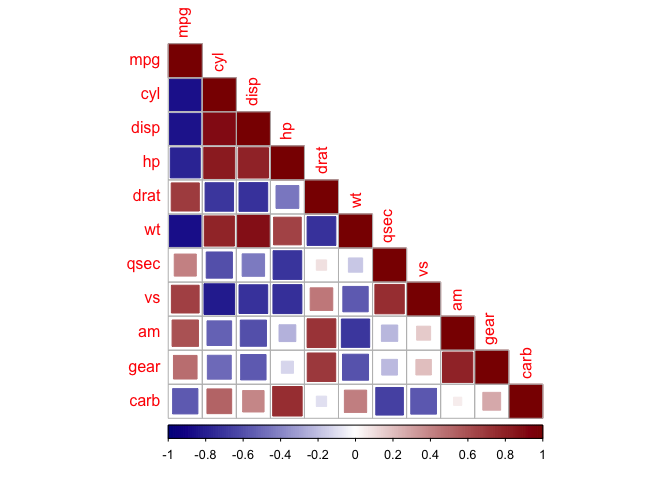 mpg
mpg cyl
cyl disp
disp hp
hp drat
drat wt
wt qsec
qsec vs
vs am
am gear
gear carb
carb
-1 -0.8 -0.6 -0.4 -0.2 0 0.2 0.4 0.6 0.8 1